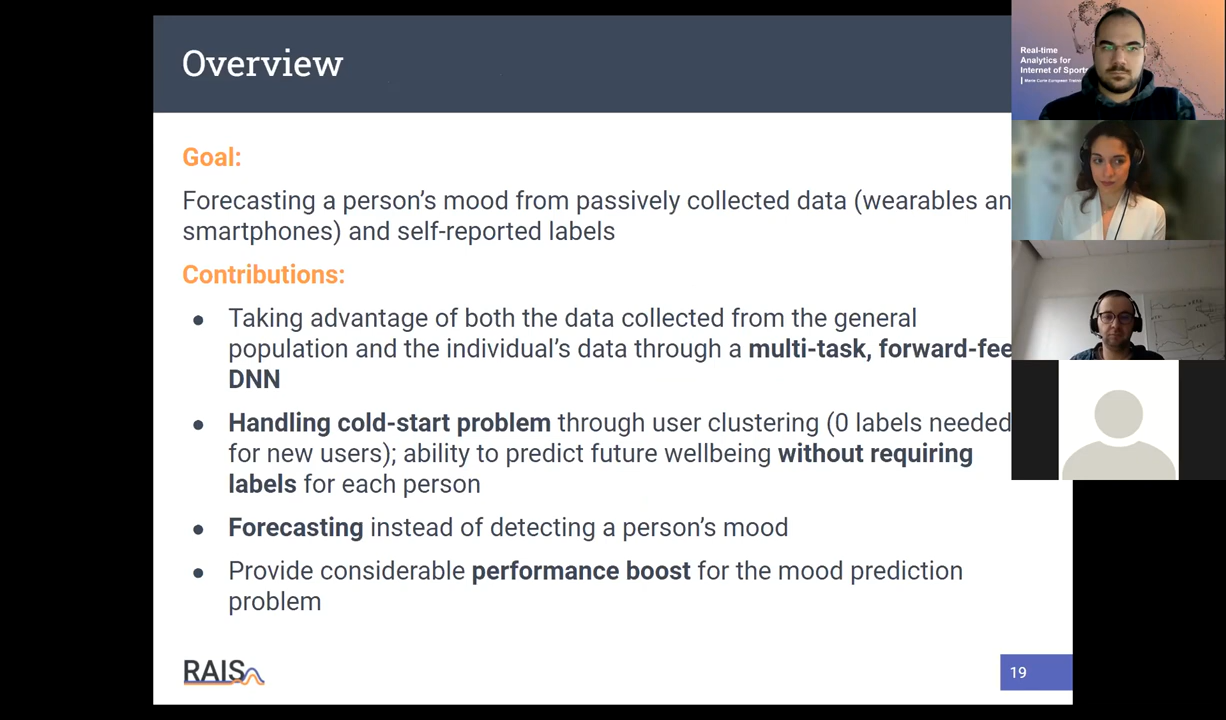 Overview
Goal:
Forecasting a person’s mood from passively collected data (wearables an
smartphones) and self-reported labels
Contributions:
● Taking advantage of both the data collected from the general
population and the individual’s data through a multi-task, forward-fee
DNN
● Handling cold-start problem through user clustering (0 labels needed
for new users); ability to predict future wellbeing without requiring
labels for each person
● Forecasting instead of detecting a person’s mood
● Provide considerable performance boost for the mood prediction
problem
RAIS
19
Real-time
Analytics for
Internet of Sports